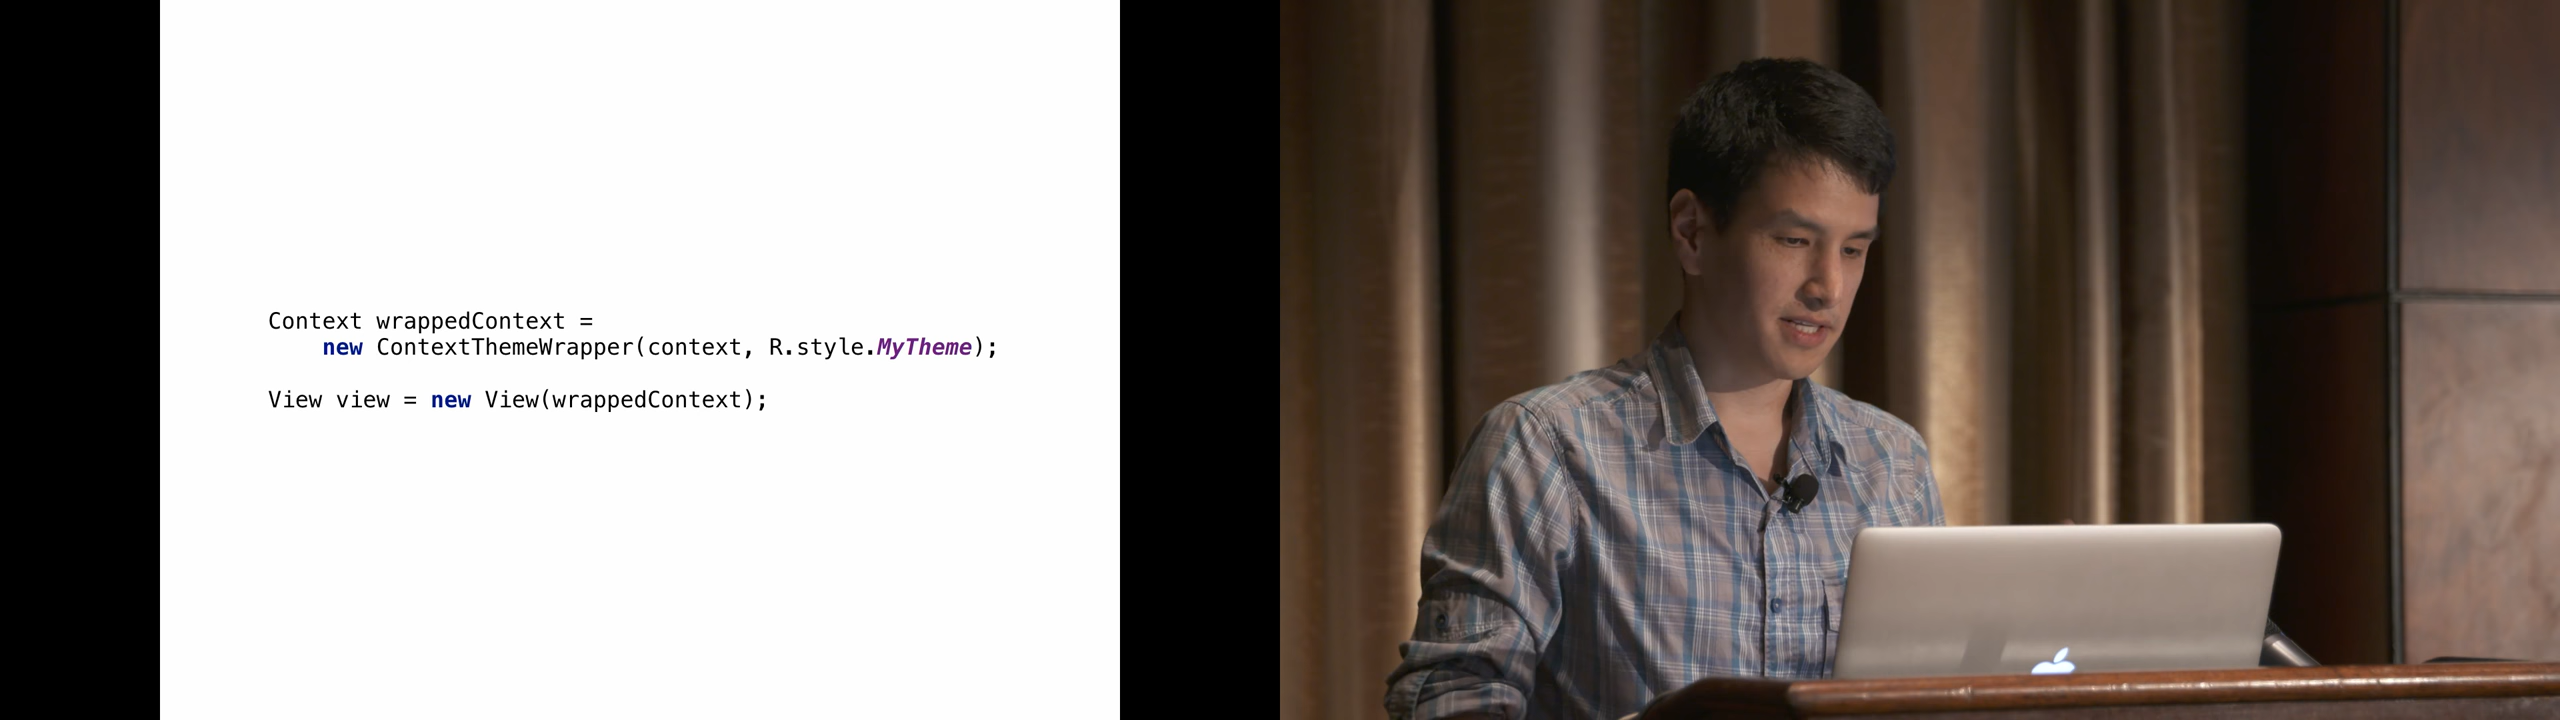 Context wrappedContext =
    new ContextThemeWrapper(context, R.style.MyTheme);
View view = new View(wrappedContext);